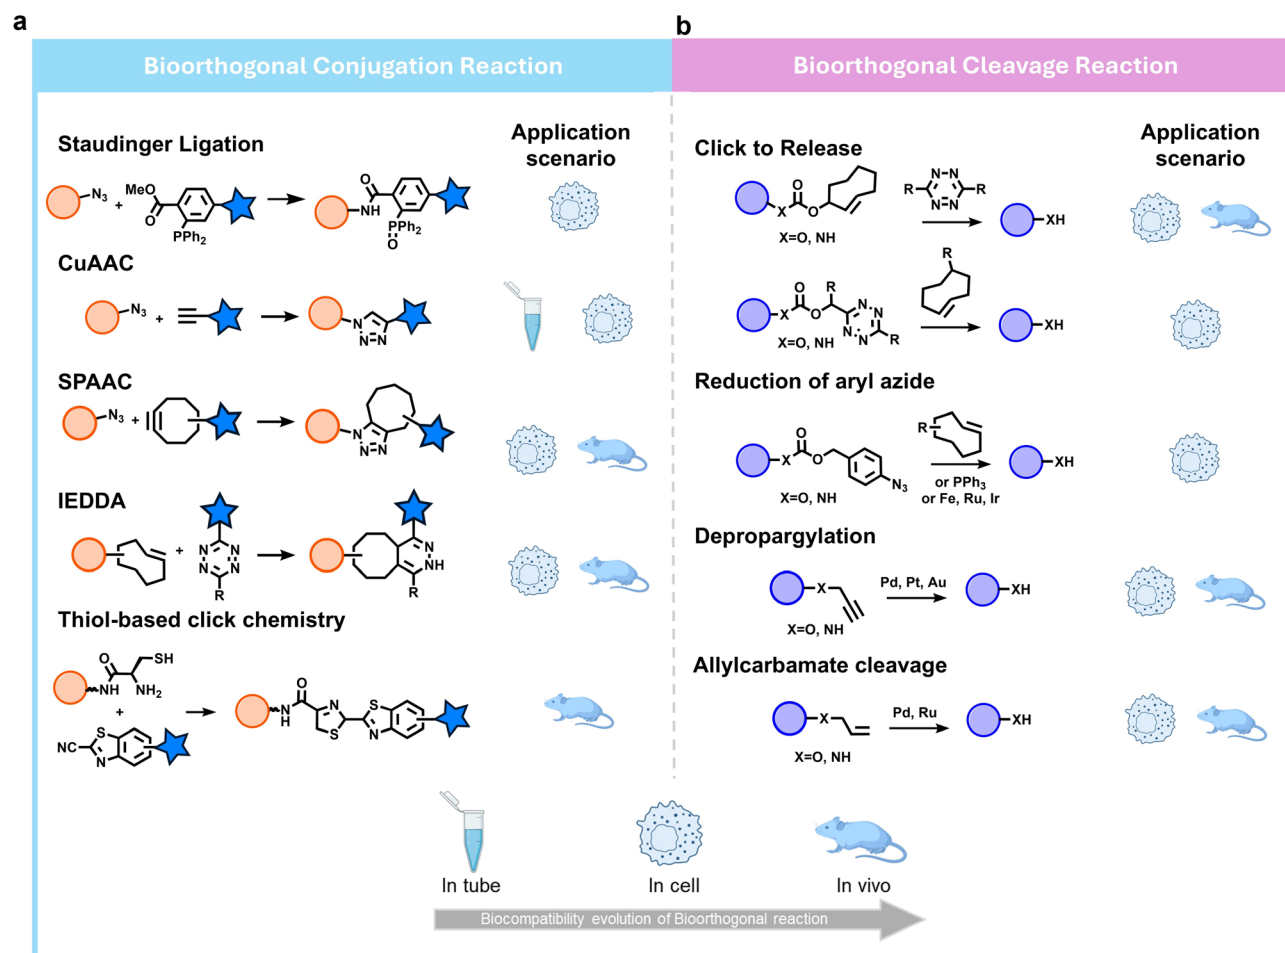 a
b
Bioorthogonal Conjugation Reaction
Bioorthogonal Cleavage Reaction
Staudinger Ligation
Application
scenario
N3
+
MeO
O
PPh2
O
NH
PPh2
O
CuAAC
N3
+
N
N=N
SPAAC
N3
+
N
N=N
IEDDA
+
N N
N N
R
N
NH
R
Thiol-based click chemistry
O
SH
NH
NH2
+
NC
S
N
O
N
H
N
S
S
N
Click to Release
Application
scenario
O
X O
X=O, NH
N=N
R R
N=N
XH
O R
X O
N N
N N
R
X=O, NH
R
XH
Reduction of aryl azide
O
X O
N3
X=O, NH
R
or PPh3
or Fe, Ru, Ir
XH
Depropargylation
X
X=O, NH
Pd, Pt, Au
XH
Allylcarbamate cleavage
X
X=O, NH
Pd, Ru
XH
In tube
In cell
In vivo
Biocompatibility evolution of Bioorthogonal reaction